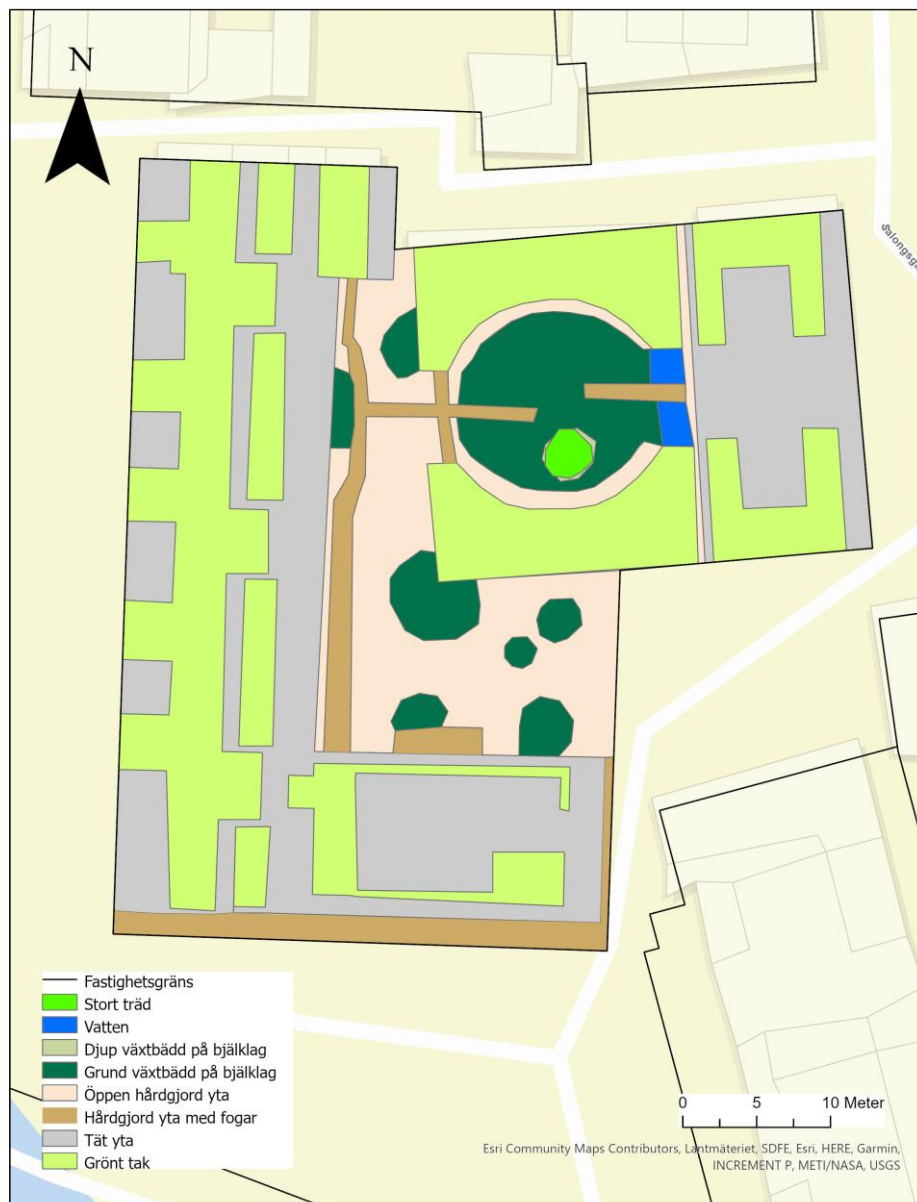 N
Salongsga
Fastighetsgräns
Stort träd
Vatten
Djup växtbädd på bjälklag
Grund växtbädd på bjälklag
Öppen hårdgjord yta
Hårdgjord yta med fogar
Tät yta
Grönt tak
0 5 10 Meter
Esri Community Maps Contributors, Lantmäteriet, SDFE, Esri, HERE, Garmin,
INCREMENT P, METI/NASA, USGS